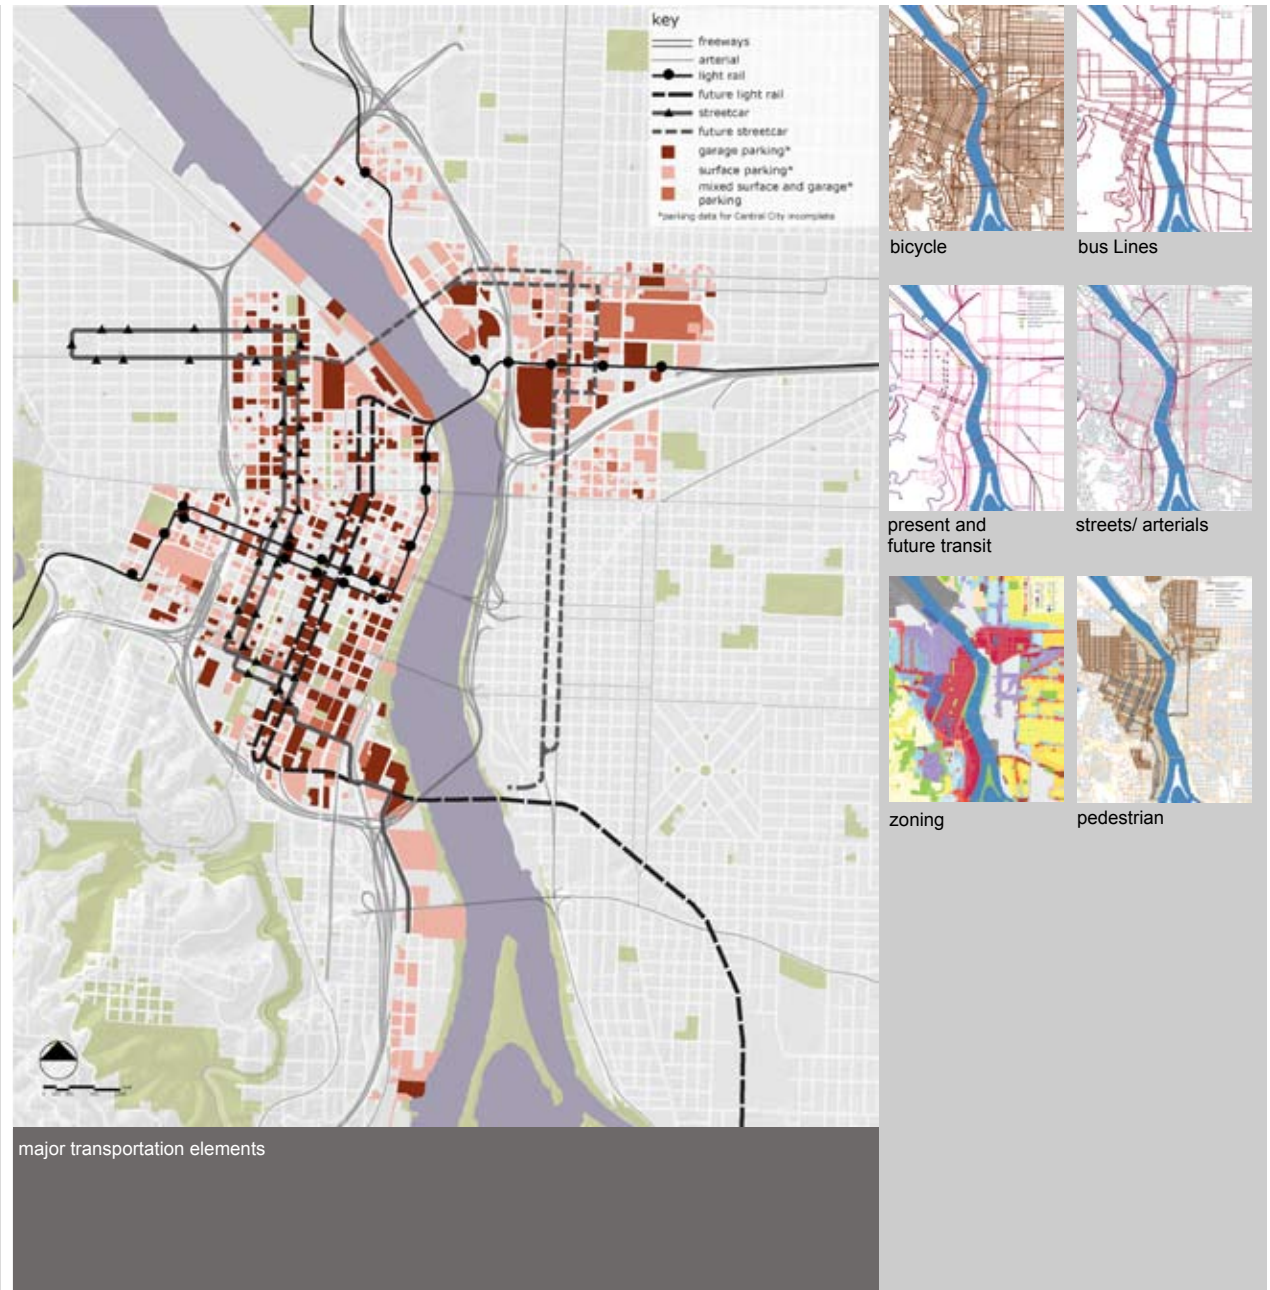 key
freeways
arterial
light rail
future light rail
streetcar
future streetcar
garage parking*
surface parking*
mixed surface and garage*
parking
*parking data for Central City incomplete
bicycle
bus Lines
present and
future transit
streets/ arterials
zoning
pedestrian
major transportation elements